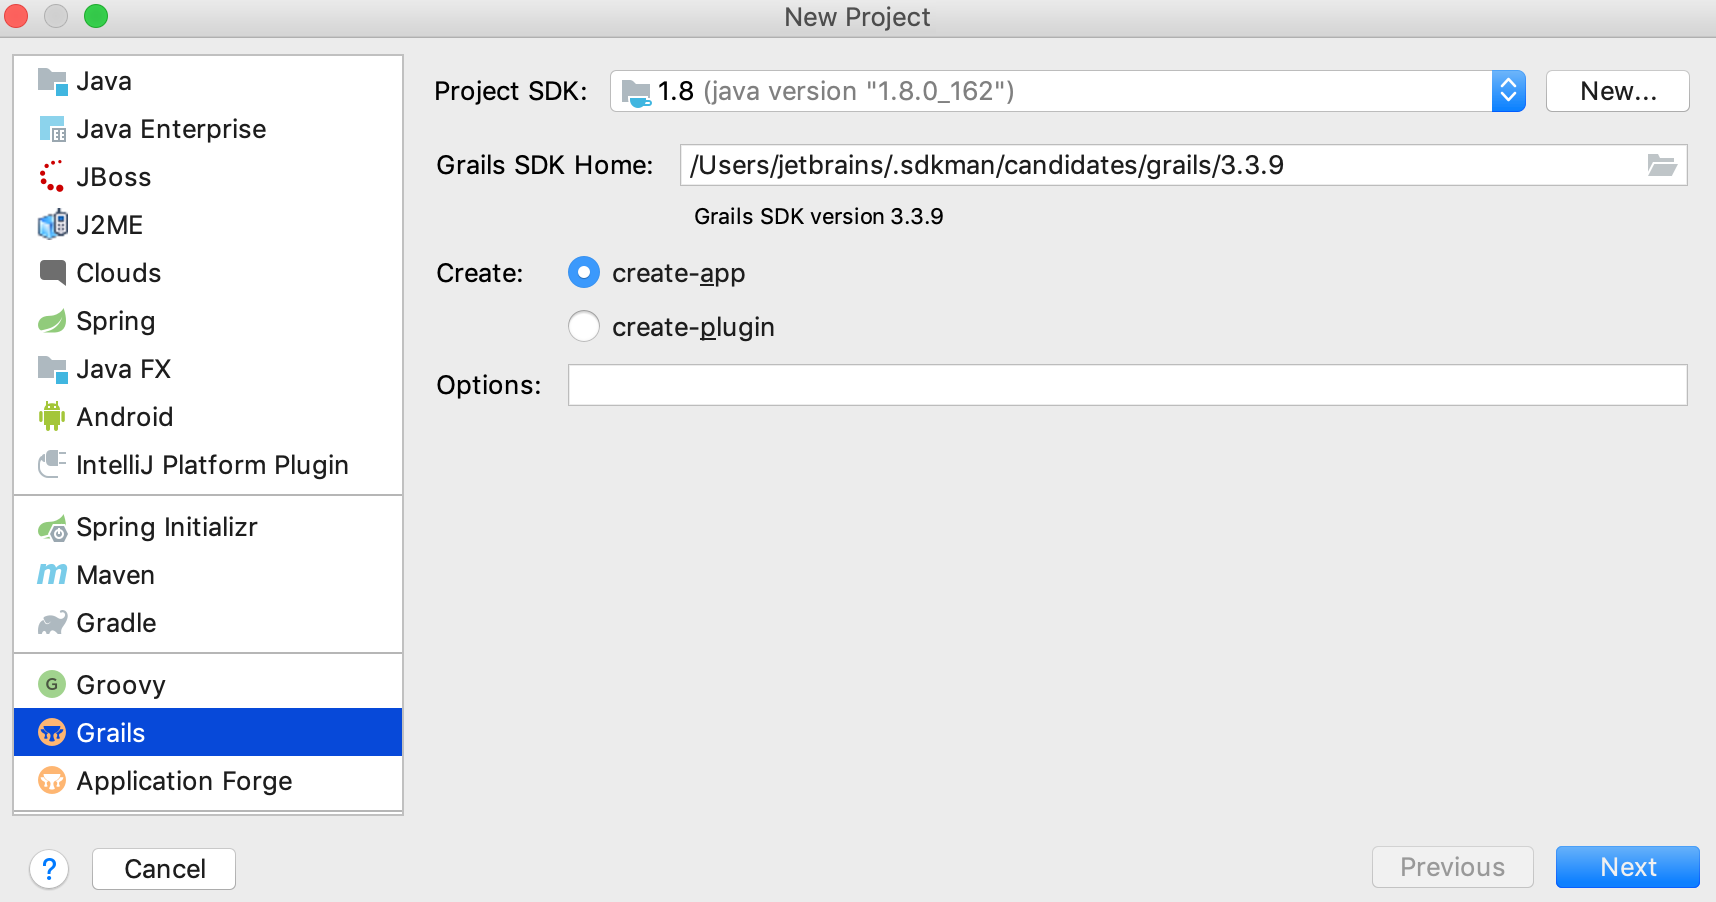 New Project
Java
Java Enterprise
JBoss
J2ME
Clouds
Spring
Java FX
Android
IntelliJ Platform Plugin
Spring Initializr
Maven
Gradle
G Groovy
Grails
Application Forge
Project SDK: 1.8 (java version "1.8.0_162") New...
Grails SDK Home: /Users/jetbrains/.sdkman/candidates/grails/3.3.9
Grails SDK version 3.3.9
Create: create-app
create-plugin
Options:
? Cancel Previous Next